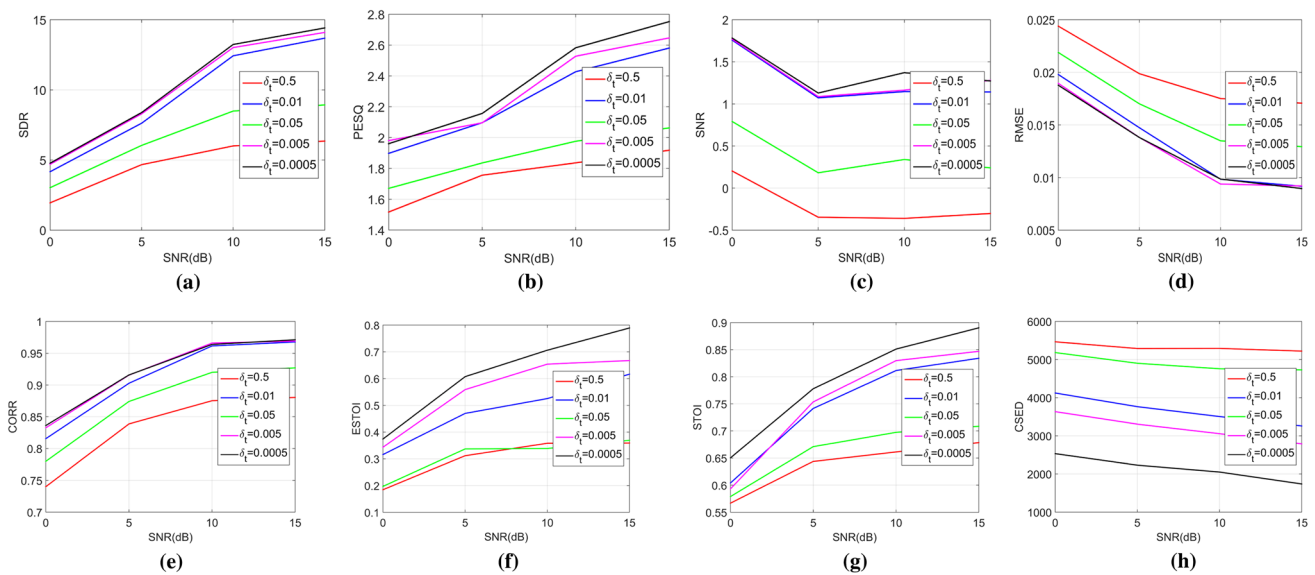 15
10
5
0
SDR
δt=0.5
δt=0.01
δt=0.05
δt=0.005
δt=0.0005
0 5 10 15
SNR(dB)
(a)
2.8
2.6
2.4
2.2
2
1.8
1.6
1.4
PESQ
δt=0.5
δt=0.01
δt=0.05
δt=0.005
δt=0.0005
0 5 10 15
SNR(dB)
(b)
2
1.5
1
0.5
0
-0.5
SNR
δt=0.5
δt=0.01
δt=0.05
δt=0.005
δt=0.0005
0 5 10 15
SNR(dB)
(c)
0.025
0.02
0.015
0.01
0.005
RMSE
δt=0.5
δt=0.01
δt=0.05
δt=0.005
δt=0.0005
0 5 10 15
SNR(dB)
(d)
1
0.95
0.9
0.85
0.8
0.75
0.7
CORR
δt=0.5
δt=0.01
δt=0.05
δt=0.005
δt=0.0005
0 5 10 15
SNR(dB)
(e)
0.8
0.7
0.6
0.5
0.4
0.3
0.2
0.1
ESTOI
δt=0.5
δt=0.01
δt=0.05
δt=0.005
δt=0.0005
0 5 10 15
SNR(dB)
(f)
0.9
0.85
0.8
0.75
0.7
0.65
0.6
0.55
STOI
δt=0.5
δt=0.01
δt=0.05
δt=0.005
δt=0.0005
0 5 10 15
SNR(dB)
(g)
6000
5000
4000
3000
2000
1000
CSED
δt=0.5
δt=0.01
δt=0.05
δt=0.005
δt=0.0005
0 5 10 15
SNR(dB)
(h)